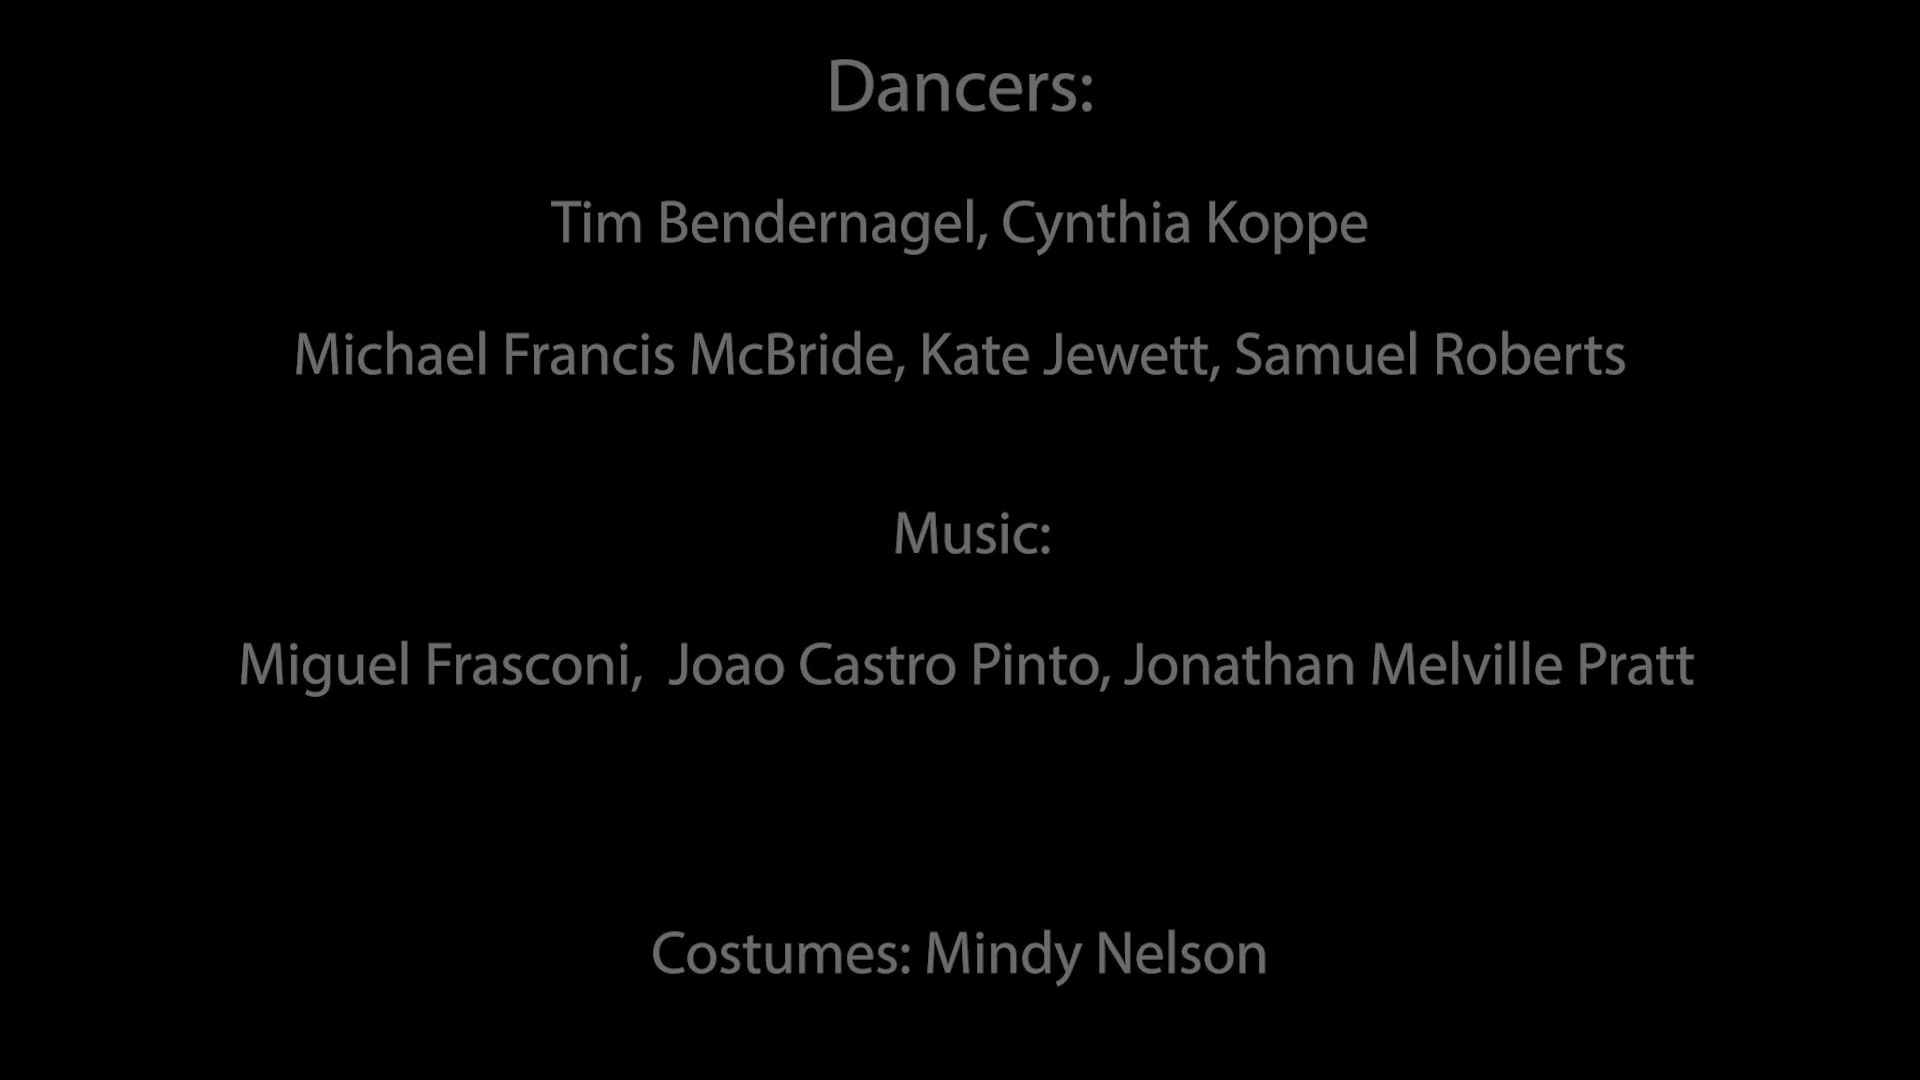 Dancers:
Tim Bendernagel, Cynthia Koppe
Michael Francis McBride, Kate Jewett, Samuel Roberts
Music:
Miguel Frasconi,  Joao Castro Pinto, Jonathan Melville Pratt
Costumes: Mindy Nelson